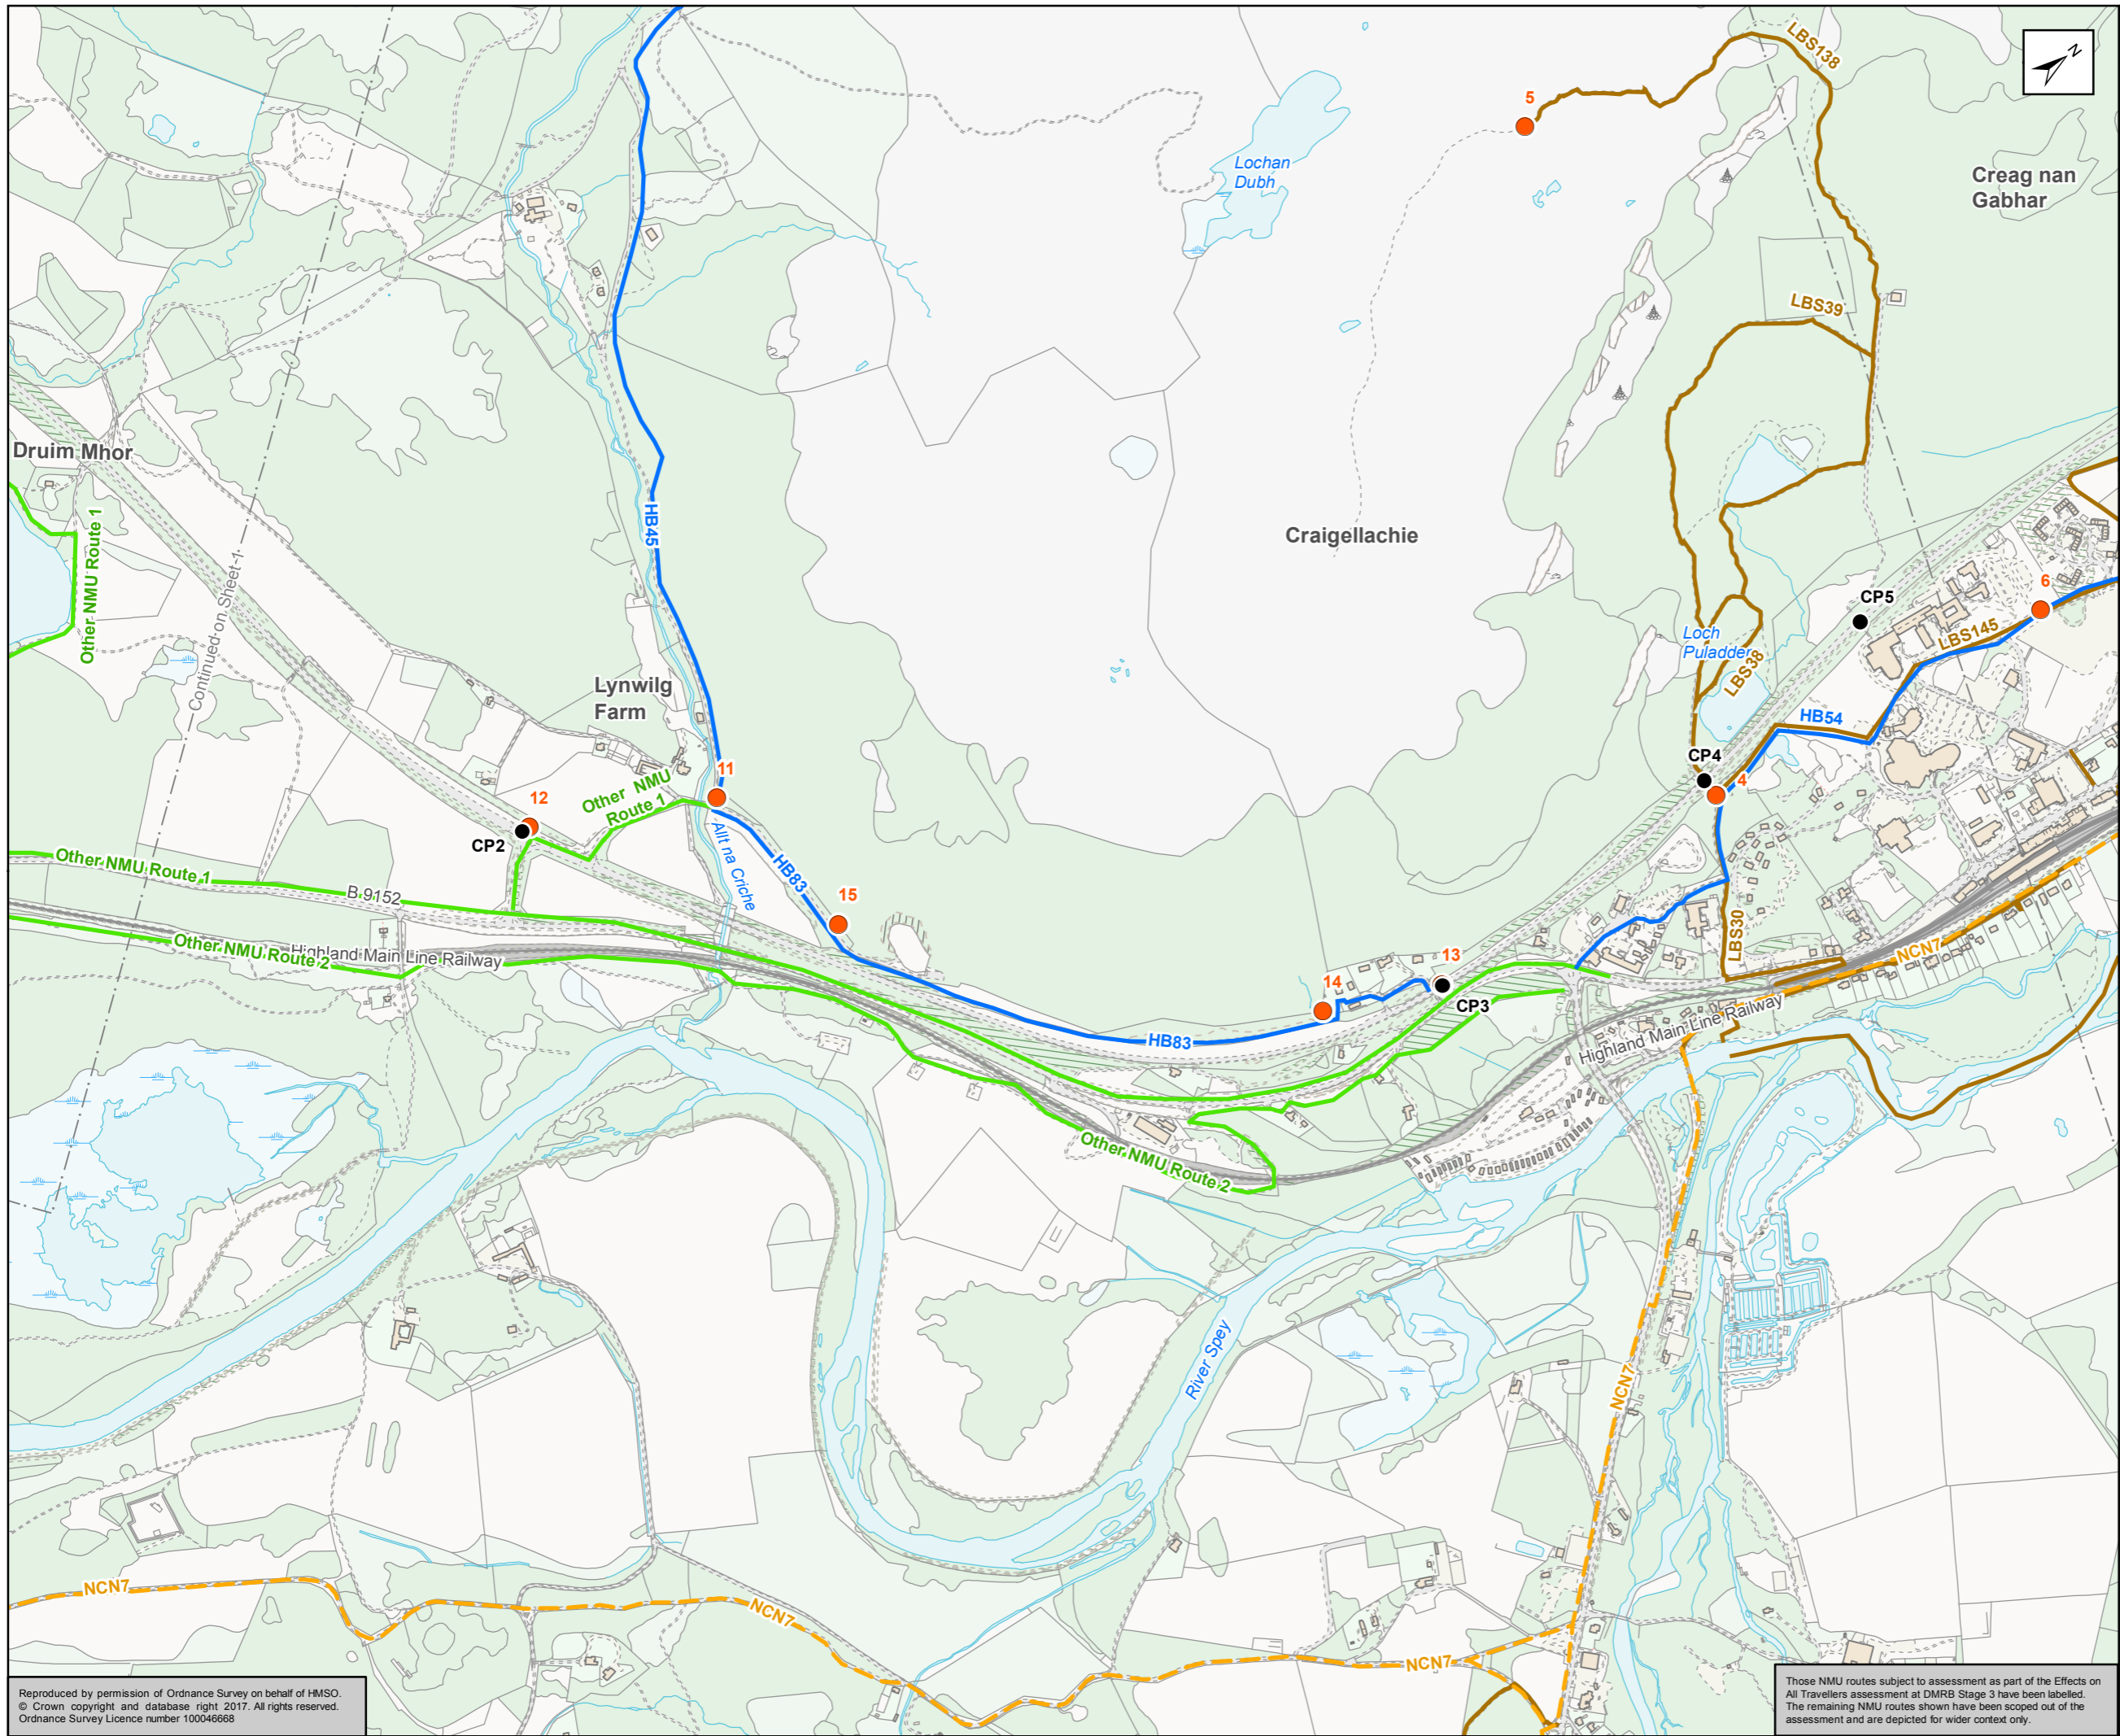 LBS138
N
5
Lochan
Dubh
Creag nan
Gabhar
LBS39
Druim Mhor
HB45
Craigellachie
Other NMU Route 1
Continued on Sheet 1
CP5
6
LBS145
Loch
Puladdern
LBS38
Lynwilg
Farm
HB54
CP4
4
11
Other NMU
Route 1
12
CP2
Allt na Criche
HB83
Other NMU Route 1
B 9152
15
LBS30
NCN7
Other NMU Route 2
Highland Main Line Railway
13
14
CP3
HB83
Highland Main Line Railway
Other NMU Route 2
River Spey
NCN7
NCN7
NCN7
NCN7
Reproduced by permission of Ordnance Survey on behalf of HMSO.
© Crown copyright and database right 2017. All rights reserved.
Ordnance Survey Licence number 100046668
Those NMU routes subject to assessment as part of the Effects on
All Travellers assessment at DMRB Stage 3 have been labelled.
The remaining NMU routes shown have been scoped out of the
assessment and are depicted for wider context only.